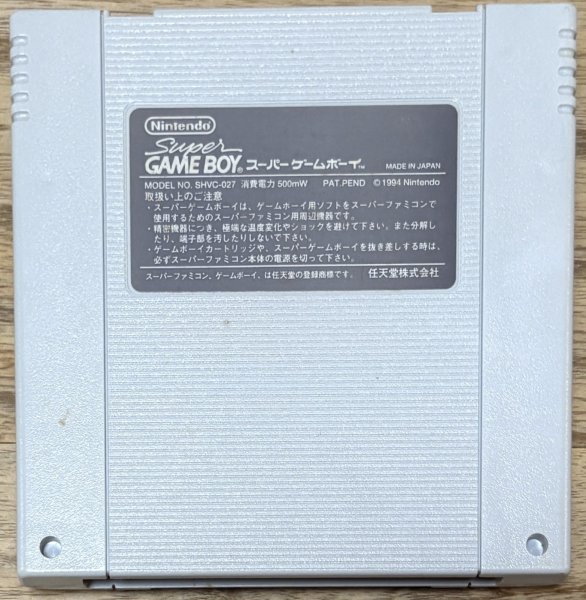 Nintendo
Super
GAME BOY. スーパーゲームボーイ™ MADE IN JAPAN
MODEL NO. SHVC-027 消費電力 500mW PAT.PEND © 1994 Nintendo
取扱い上のご注意
・スーパーゲームボーイは、ゲームボーイ用ソフトをスーパーファミコンで
使用するためのスーパーファミコン用周辺機器です。
・精密機器につき、極端な温度変化やショックを避けて下さい。また分解し
たり、端子部を汚したりしないで下さい。
・ゲームボーイカートリッジや、スーパーゲームボーイを抜き差しする時は、
必ずスーパーファミコン本体の電源を切って下さい。
スーパーファミコン、ゲームボーイ、は任天堂の登録商標です。 任天堂株式会社